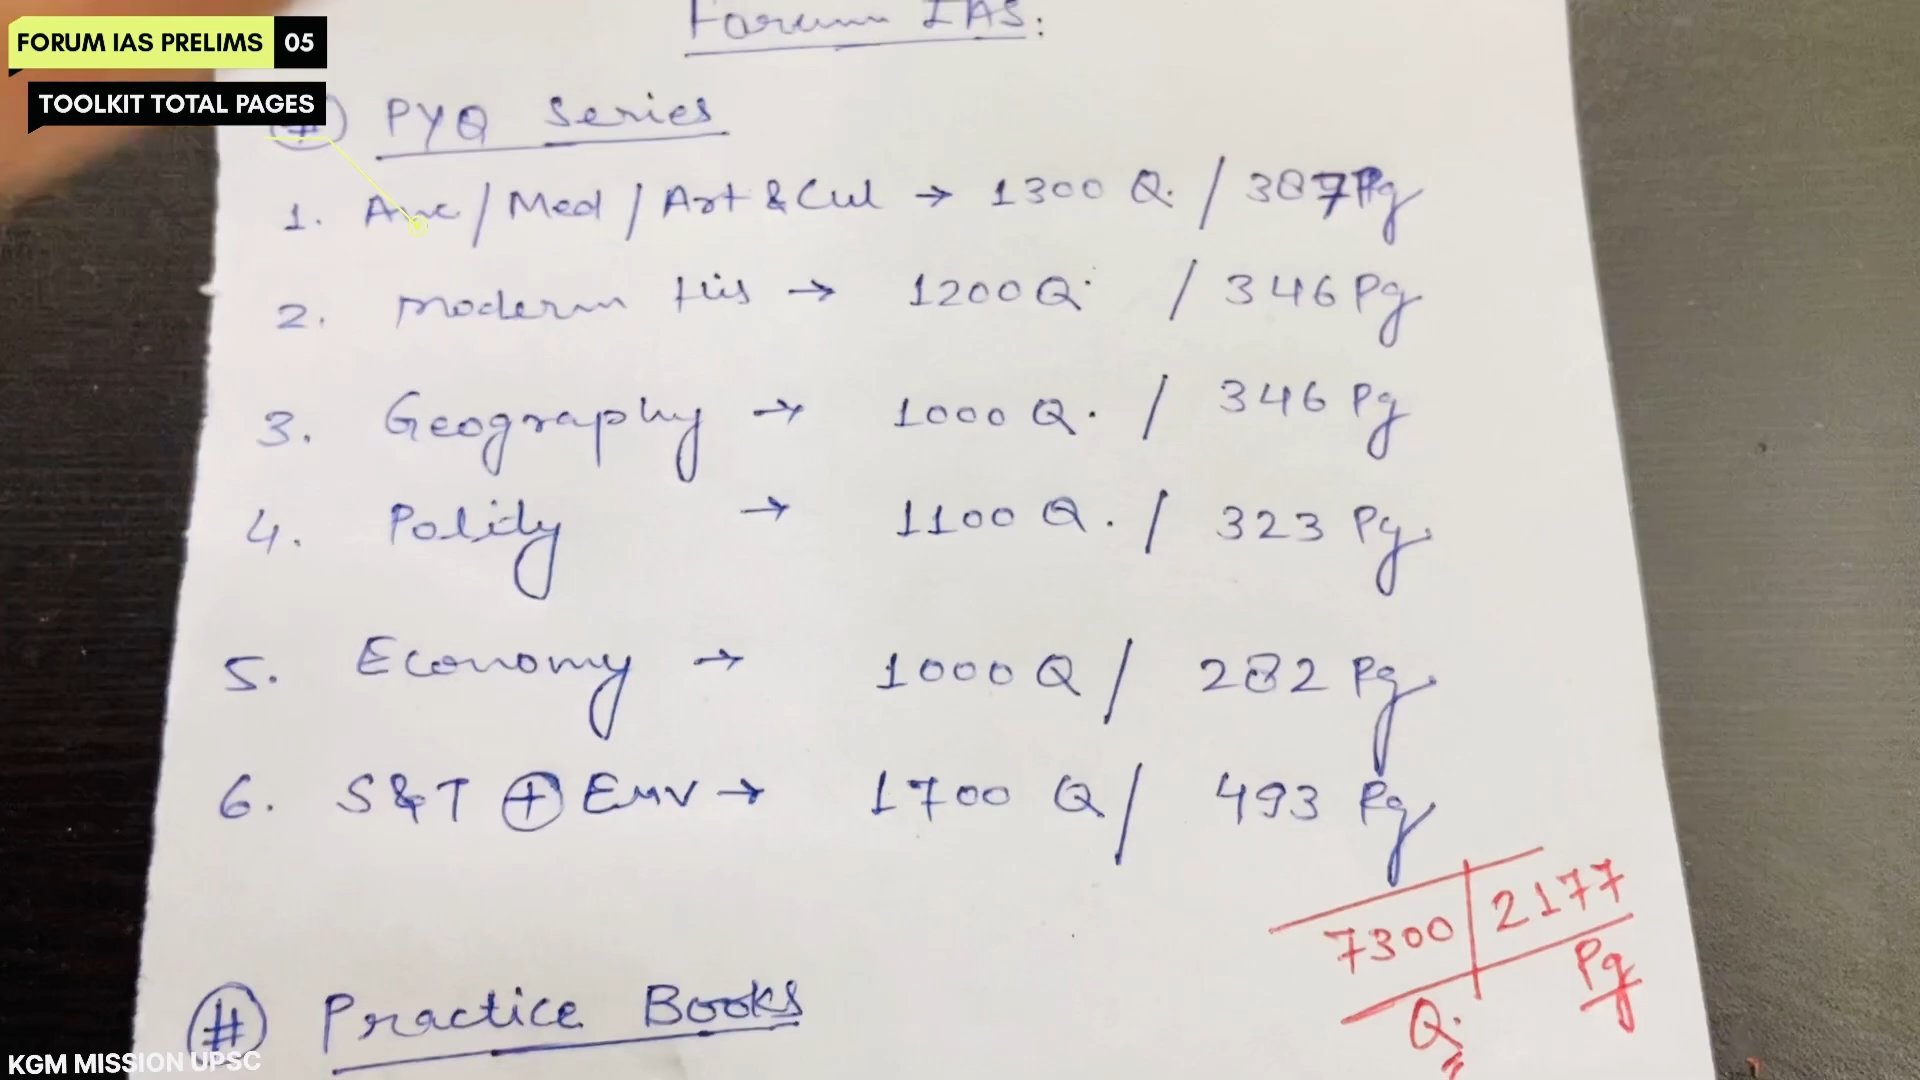 FORUM IAS PRELIMS 05
TOOLKIT TOTAL PAGES
Forum IAS:
# PYQ Series
1. Anc / Med / Art & Cul → 1300 Q. / 387 Pg
2. Modern His → 1200 Q. / 346 Pg
3. Geography → 1000 Q. / 346 Pg
4. Polity → 1100 Q. / 323 Pg.
5. Economy → 1000 Q / 282 Pg.
6. S&T + Env → 1700 Q / 493 Pg
7300 Q. | 2177 Pg
# Practice Books
KGM MISSION UPSC